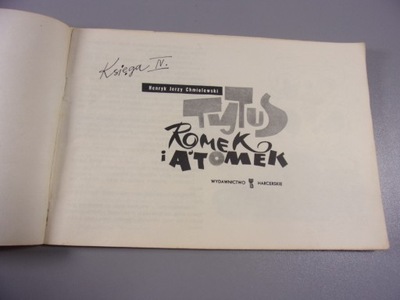 Księga IV.
Henryk Jerzy Chmielewski
TYTUS
ROMEK
i A'TOMEK
WYDAWNICTWO HARCERSKIE